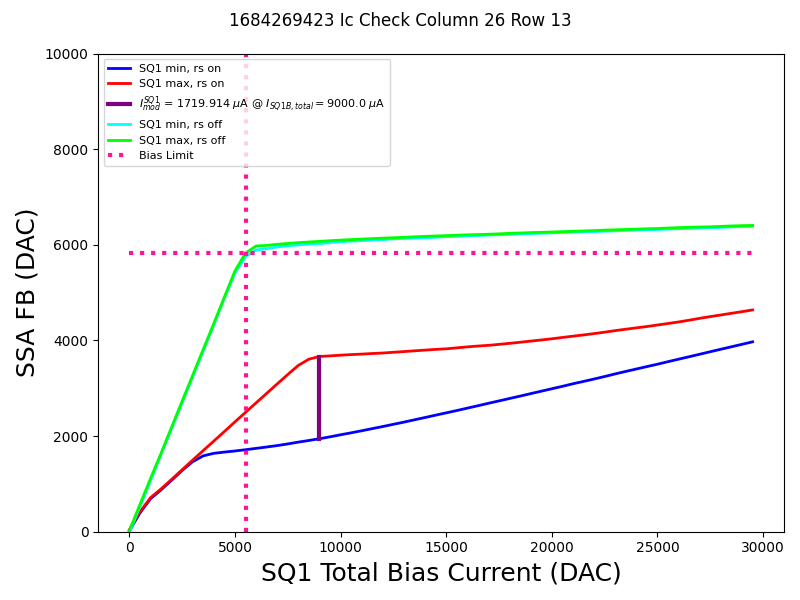 1684269423 Ic Check Column 26 Row 13
10000
8000
6000
4000
2000
0
SSA FB (DAC)
SQ1 min, rs on
SQ1 max, rs on
I_{mod}^{SQ1} = 1719.914 μA @ I_{SQ1B,total} = 9000.0 μA
SQ1 min, rs off
SQ1 max, rs off
Bias Limit
0 5000 10000 15000 20000 25000 30000
SQ1 Total Bias Current (DAC)